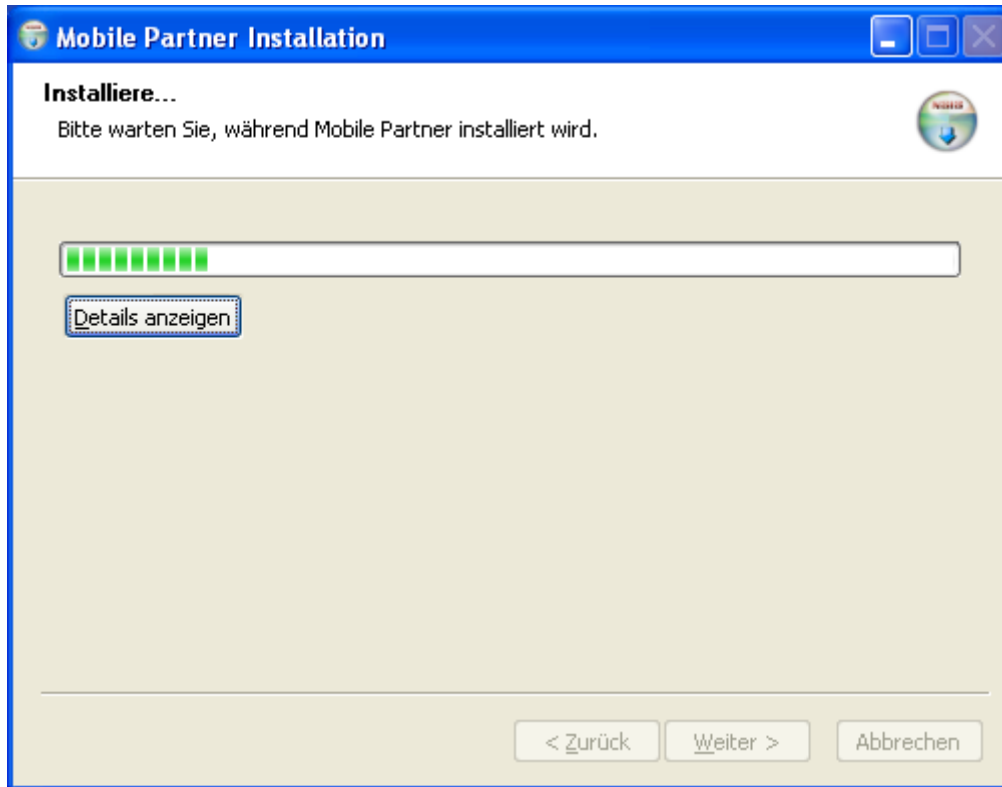 Mobile Partner Installation
Installiere...
Bitte warten Sie, während Mobile Partner installiert wird.
Details anzeigen
< Zurück
Weiter >
Abbrechen